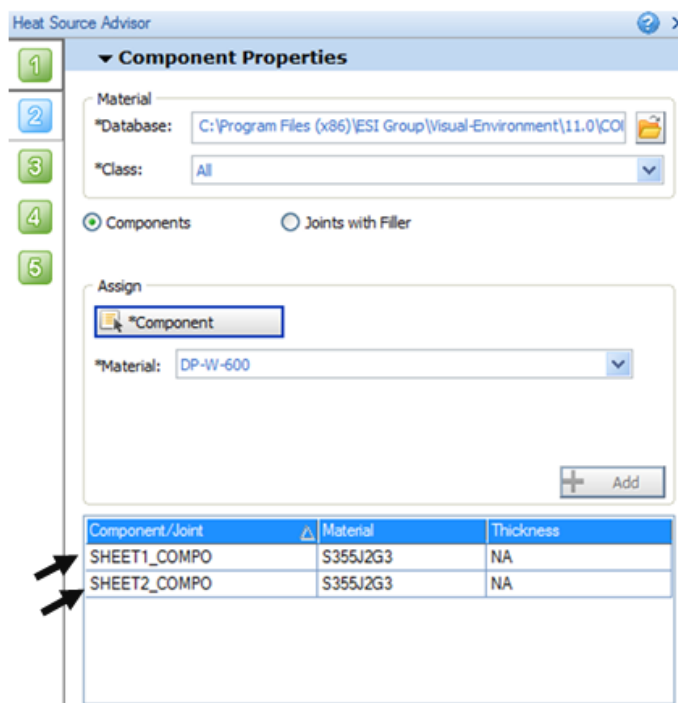 Heat Source Advisor
1
Component Properties
2
Material
*Database: C:\Program Files (x86)\ESI Group\Visual-Environment\11.0\COI
3
*Class: All
4
Components Joints with Filler
5
Assign
*Component
*Material: DP-W-600
Add
Component/Joint Material Thickness
SHEET1_COMPO S355J2G3 NA
SHEET2_COMPO S355J2G3 NA